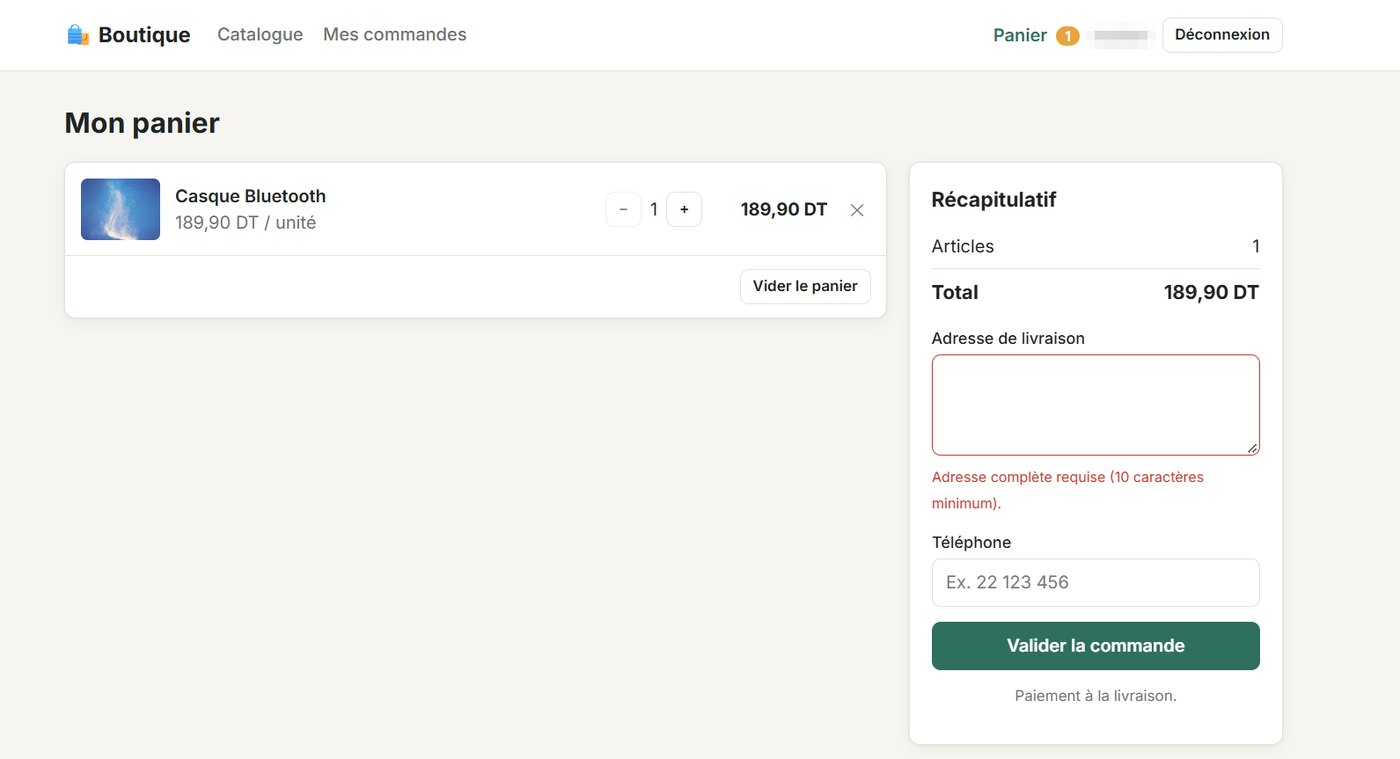 Boutique Catalogue Mes commandes Panier 1 Déconnexion
Mon panier
Casque Bluetooth
189,90 DT / unité
− 1 + 189,90 DT
Vider le panier
Récapitulatif
Articles 1
Total 189,90 DT
Adresse de livraison
Adresse complète requise (10 caractères
minimum).
Téléphone
Ex. 22 123 456
Valider la commande
Paiement à la livraison.